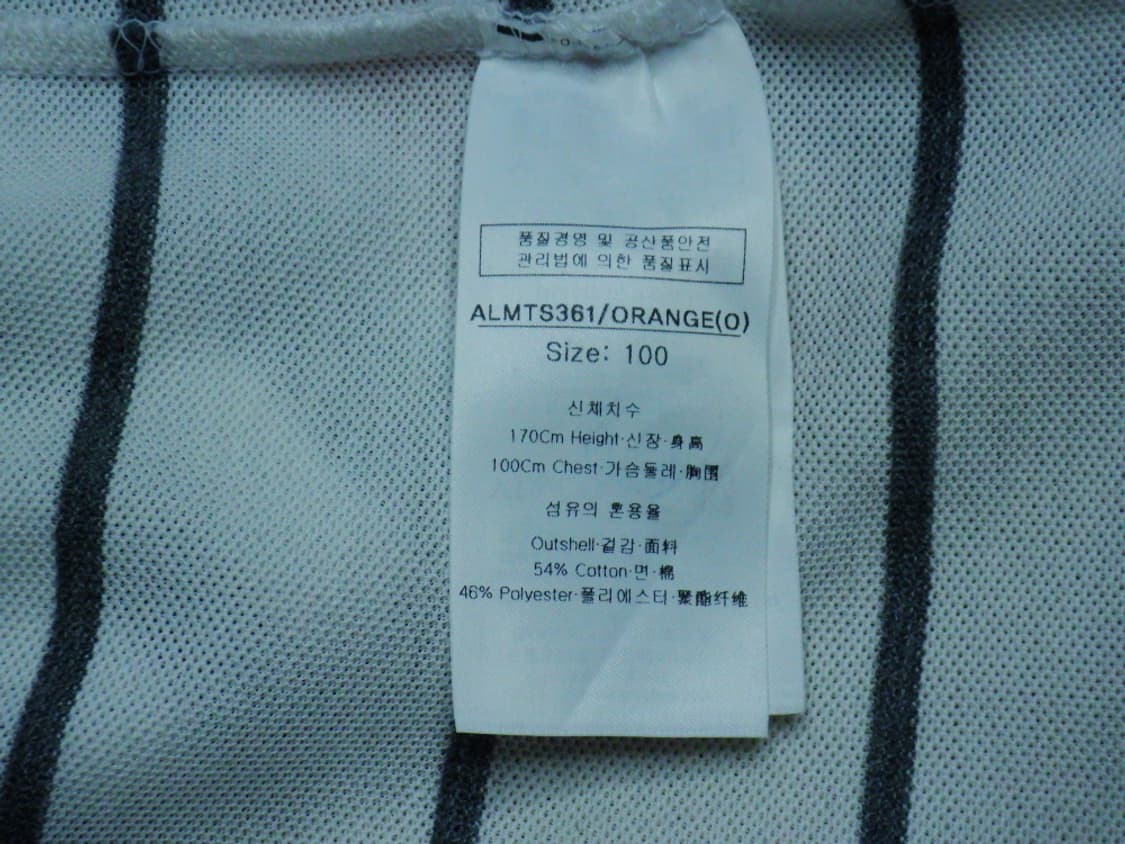 품질경영 및 공산품안전
관리법에 의한 품질표시
ALMTS361/ORANGE(O)
Size: 100
신체치수
170Cm Height·신장·身高
100Cm Chest·가슴둘레·胸围
섬유의 혼용율
Outshell·겉감·面料
54% Cotton·면·棉
46% Polyester·폴리에스터·聚酯纤维